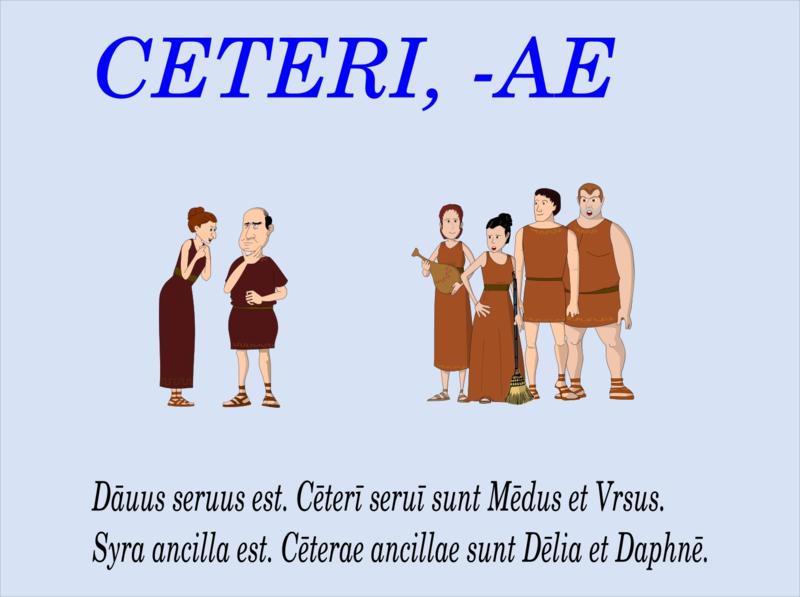 CETERI, -AE
Dāuus seruus est. Cēterī seruī sunt Mēdus et Vrsus.
Syra ancilla est. Cēterae ancillae sunt Dēlia et Daphnē.